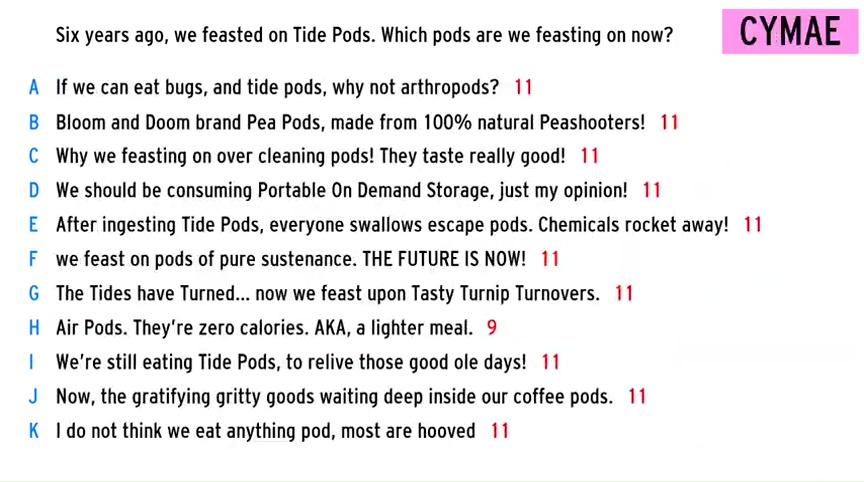 Six years ago, we feasted on Tide Pods. Which pods are we feasting on now?
CYMAE
A If we can eat bugs, and tide pods, why not arthropods? 11
B Bloom and Doom brand Pea Pods, made from 100% natural Peashooters! 11
C Why we feasting on over cleaning pods! They taste really good! 11
D We should be consuming Portable On Demand Storage, just my opinion! 11
E After ingesting Tide Pods, everyone swallows escape pods. Chemicals rocket away! 11
F we feast on pods of pure sustenance. THE FUTURE IS NOW! 11
G The Tides have Turned... now we feast upon Tasty Turnip Turnovers. 11
H Air Pods. They're zero calories. AKA, a lighter meal. 9
I We're still eating Tide Pods, to relive those good ole days! 11
J Now, the gratifying gritty goods waiting deep inside our coffee pods. 11
K I do not think we eat anything pod, most are hooved 11